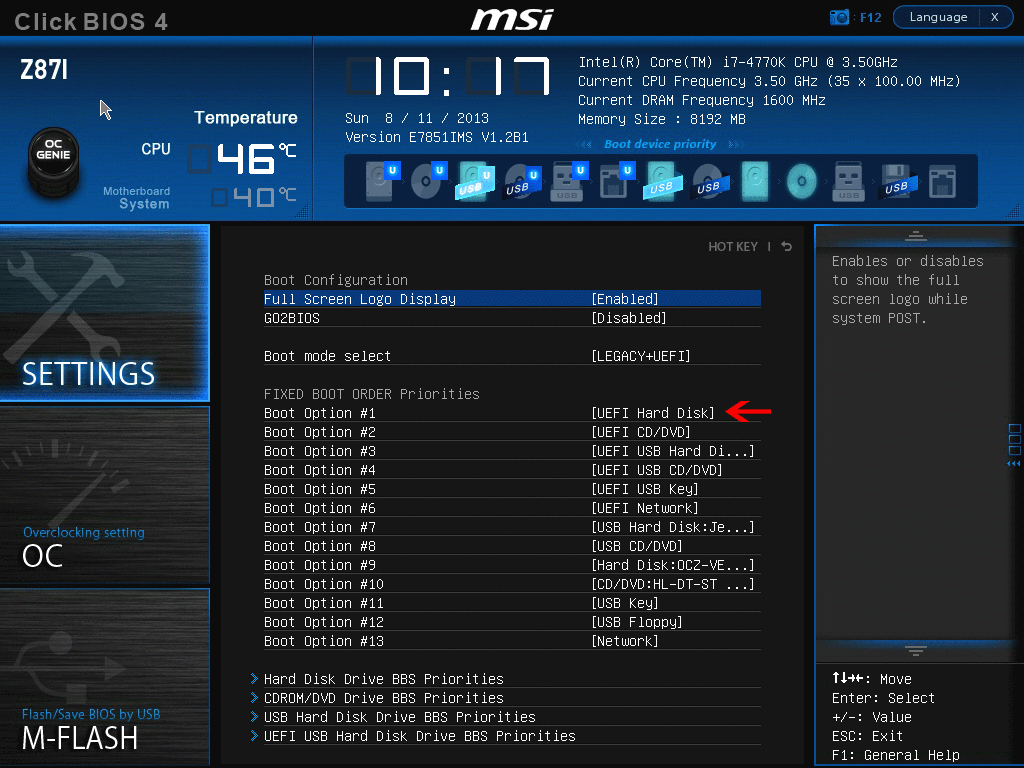 Click BIOS 4
msi
: F12
Language X
Z87I
OC
GENIE
Temperature
CPU 46°C
Motherboard
System 40°C
10:17
Sun 8 / 11 / 2013
Version E7851IMS V1.2B1
Intel(R) Core(TM) i7-4770K CPU @ 3.50GHz
Current CPU Frequency 3.50 GHz (35 x 100.00 MHz)
Current DRAM Frequency 1600 MHz
Memory Size : 8192 MB
Boot device priority
U U U U U U
USB USB USB USB USB USB USB
SETTINGS
Overclocking setting
OC
Flash/Save BIOS by USB
M-FLASH
HOT KEY |
Boot Configuration
Full Screen Logo Display [Enabled]
GO2BIOS [Disabled]
Boot mode select [LEGACY+UEFI]
FIXED BOOT ORDER Priorities
Boot Option #1 [UEFI Hard Disk]
Boot Option #2 [UEFI CD/DVD]
Boot Option #3 [UEFI USB Hard Di...]
Boot Option #4 [UEFI USB CD/DVD]
Boot Option #5 [UEFI USB Key]
Boot Option #6 [UEFI Network]
Boot Option #7 [USB Hard Disk:Je...]
Boot Option #8 [USB CD/DVD]
Boot Option #9 [Hard Disk:OCZ-VE...]
Boot Option #10 [CD/DVD:HL-DT-ST ...]
Boot Option #11 [USB Key]
Boot Option #12 [USB Floppy]
Boot Option #13 [Network]
Hard Disk Drive BBS Priorities
CDROM/DVD Drive BBS Priorities
USB Hard Disk Drive BBS Priorities
UEFI USB Hard Disk Drive BBS Priorities
Enables or disables
to show the full
screen logo while
system POST.
↑↓→←: Move
Enter: Select
+/-: Value
ESC: Exit
F1: General Help